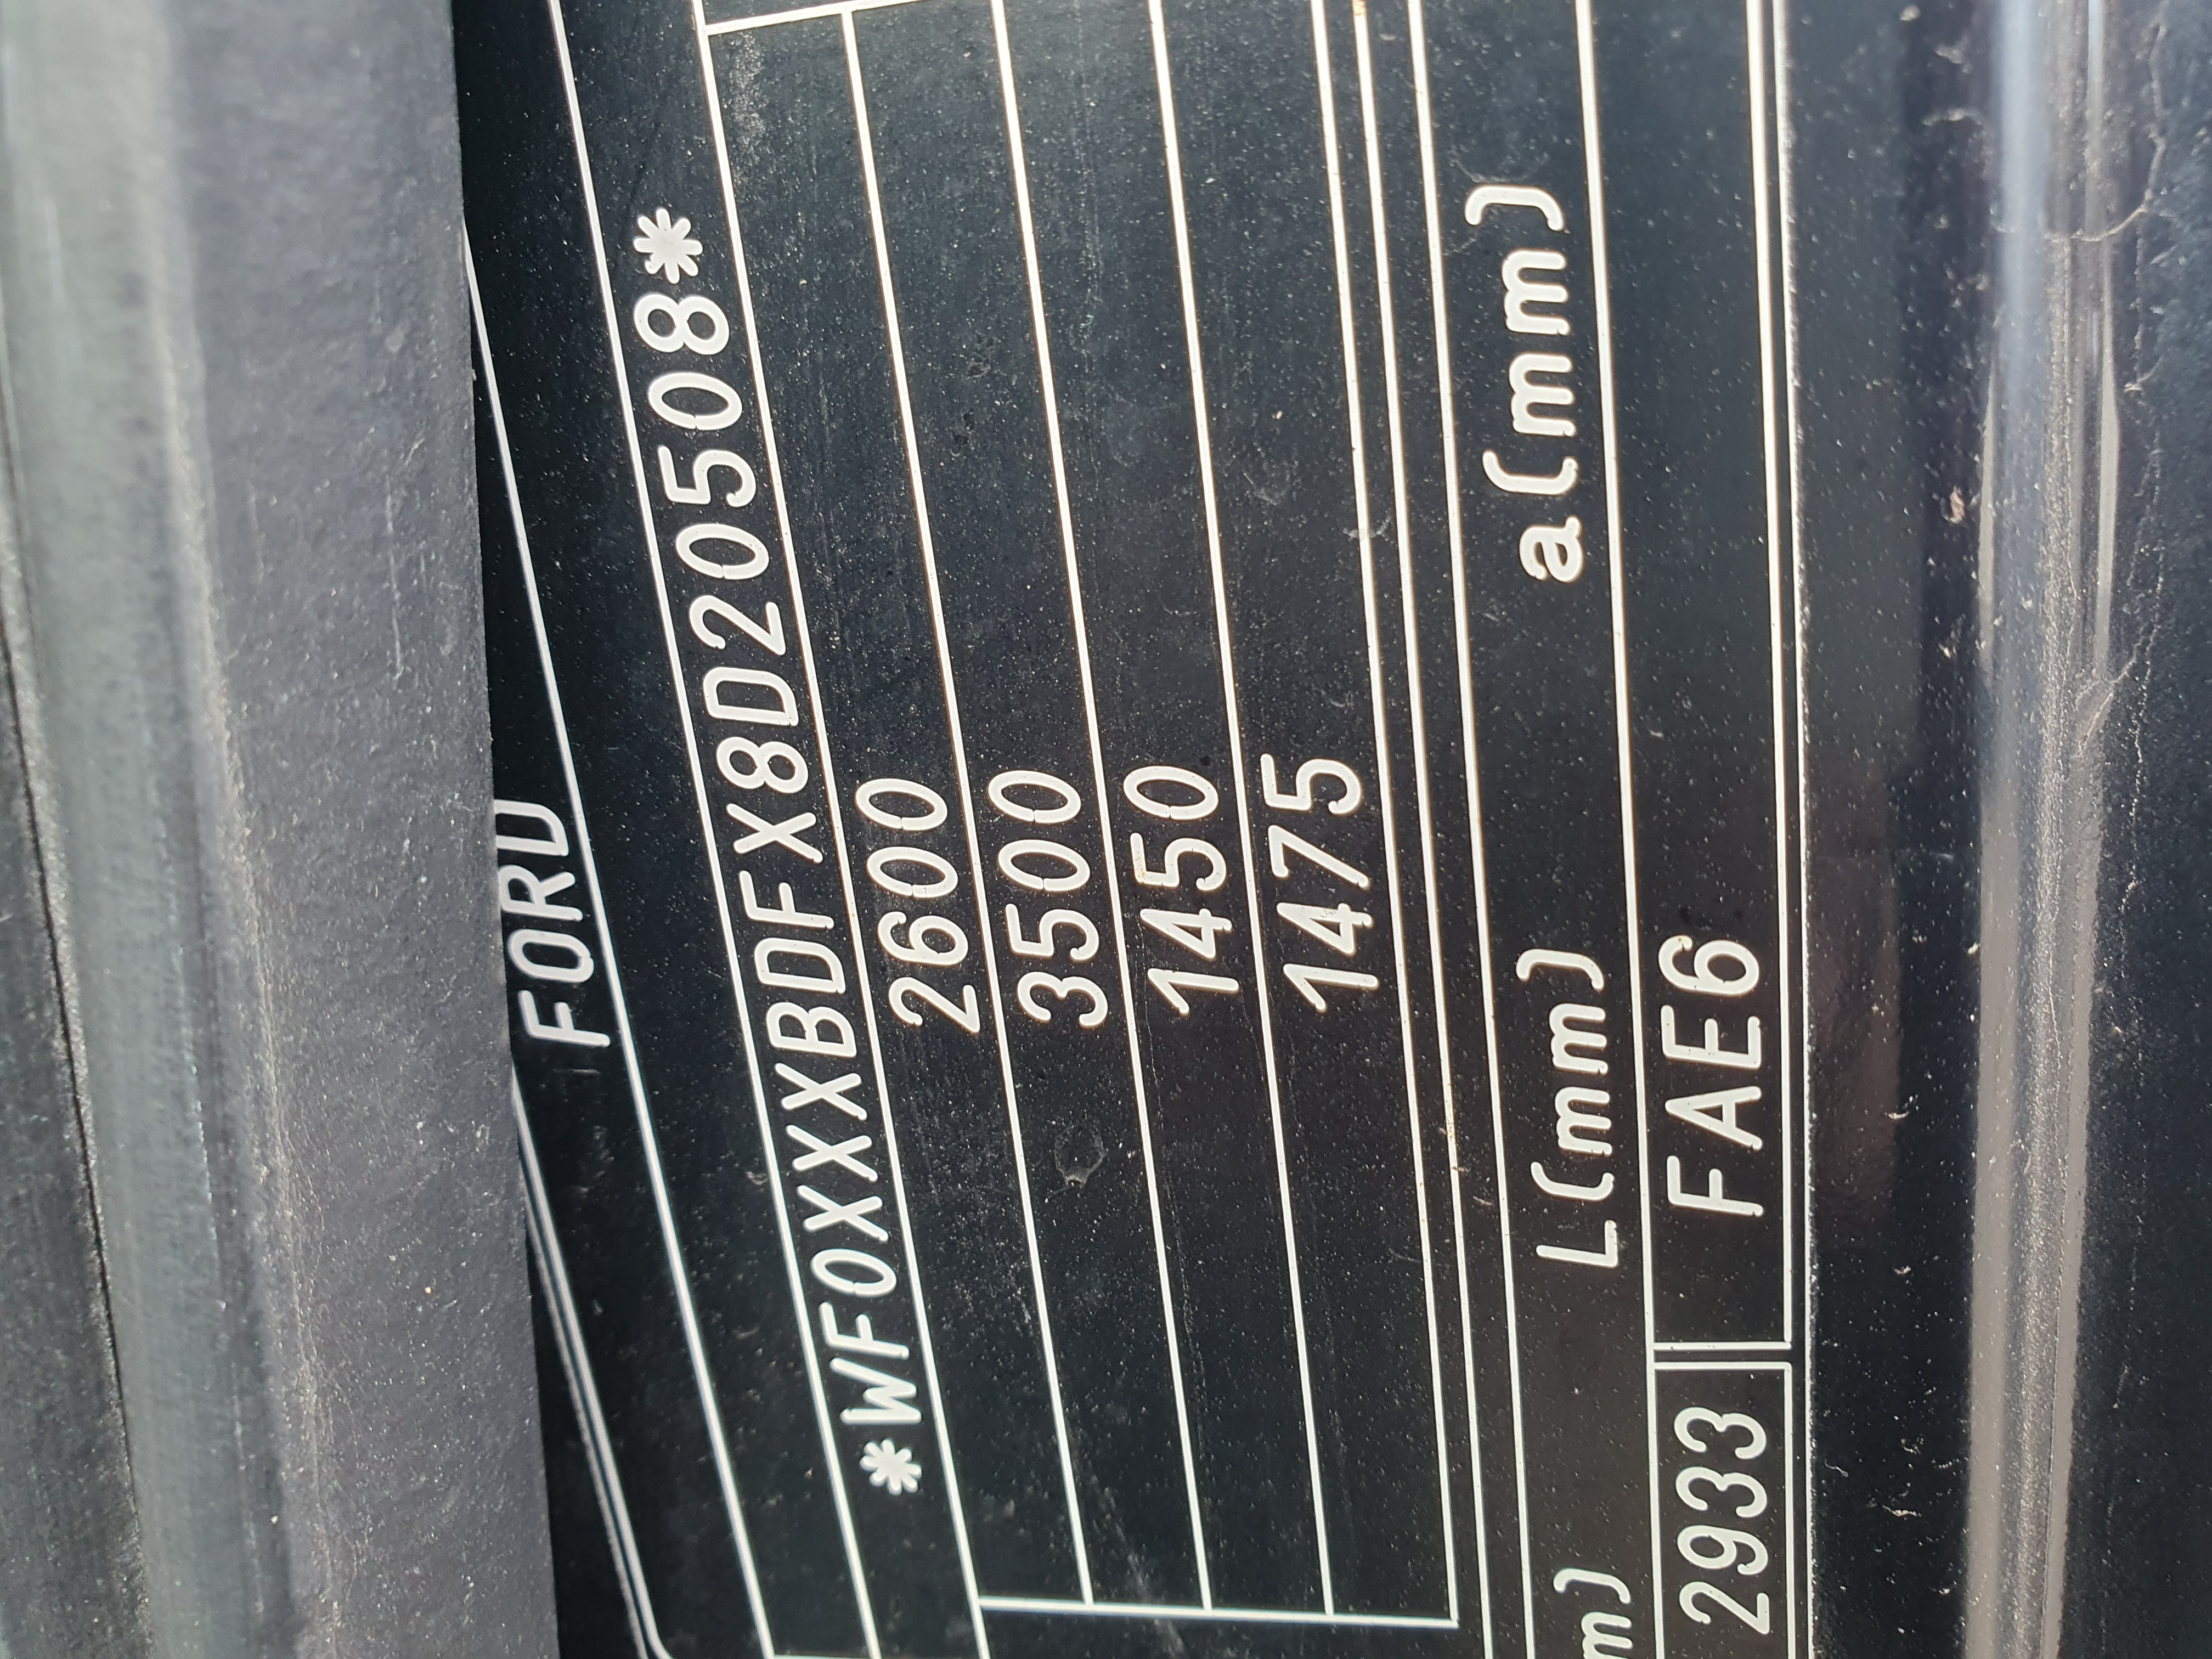 FORD
*WF0XXXBDFX8D20508*
2600
3500
1450
1475
m) L(mm) a(mm)
2933 FAE6